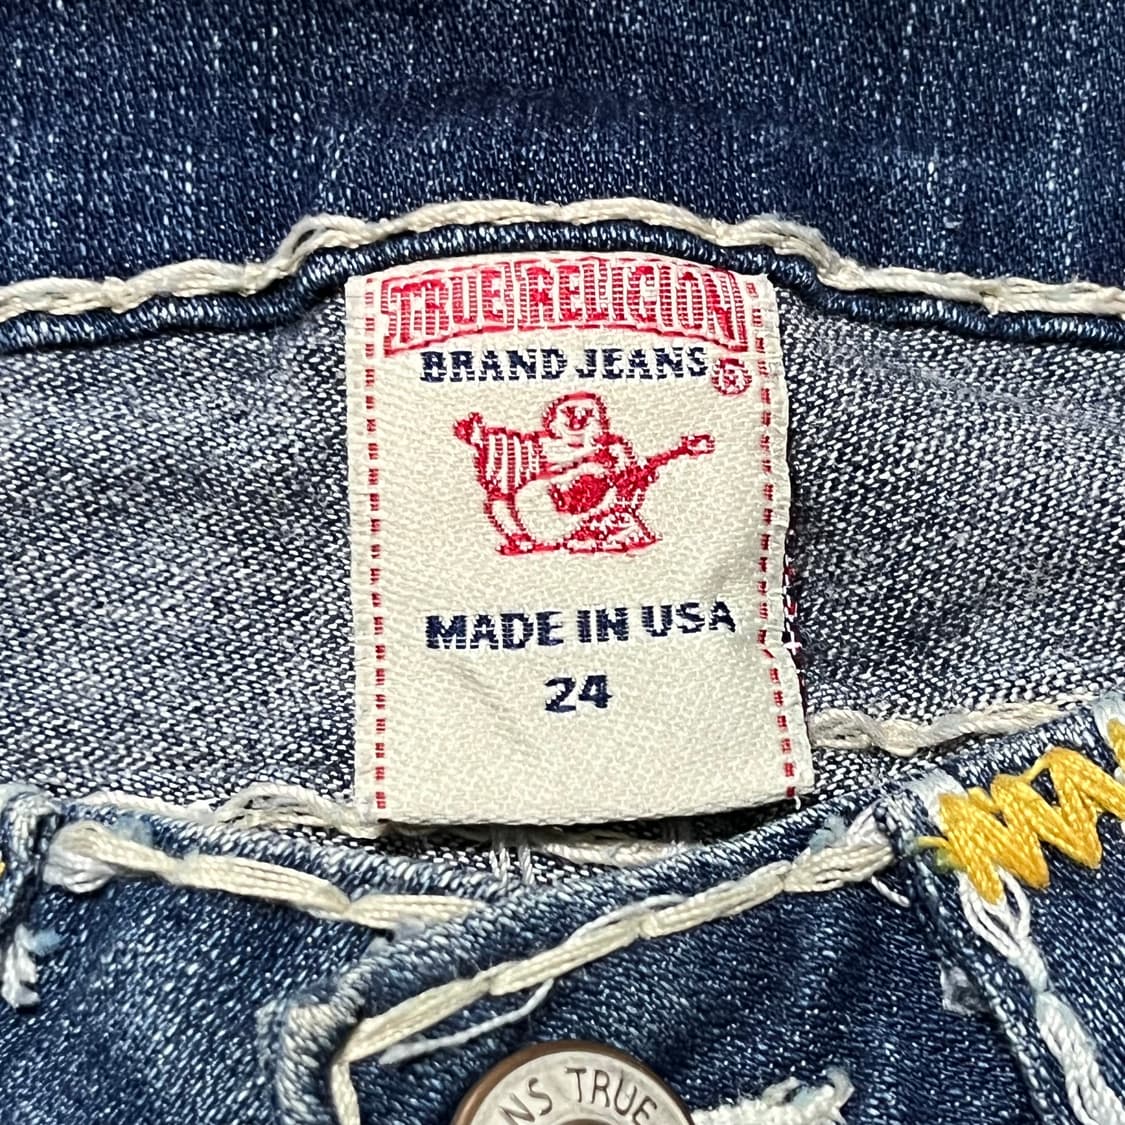 TRUE RELIGION
BRAND JEANS ®
MADE IN USA
24
NS TRUE